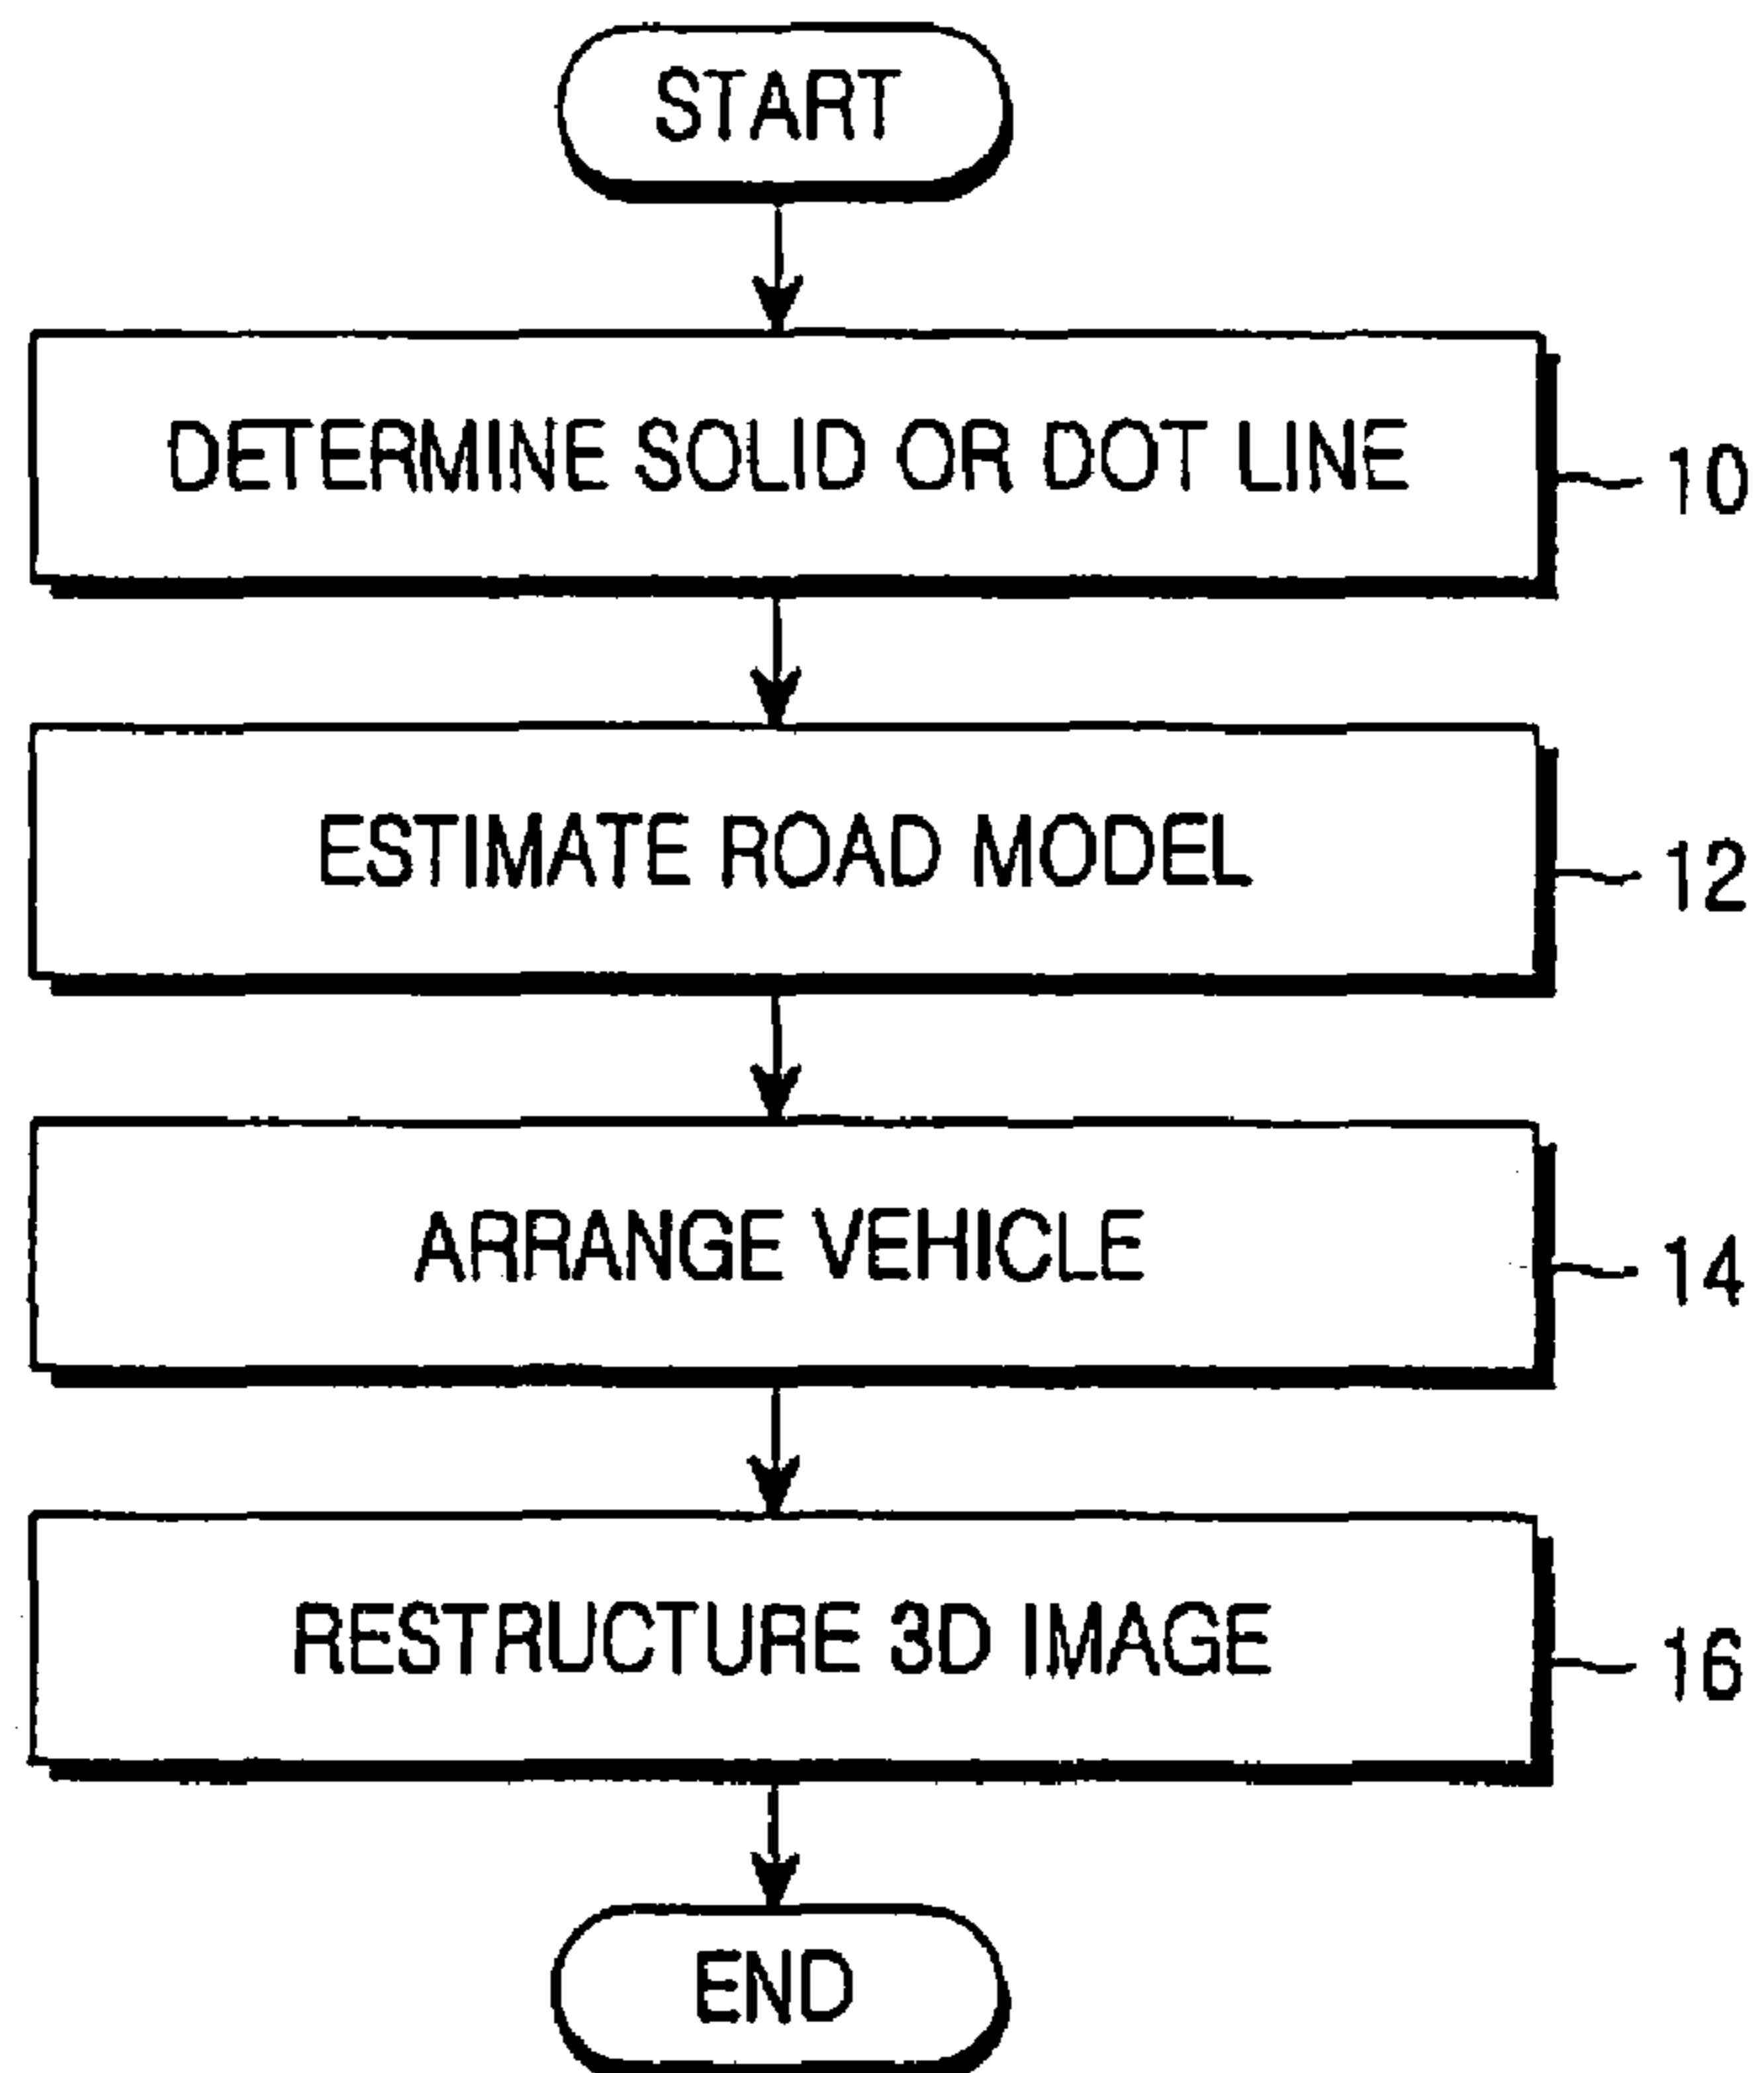 START
DETERMINE SOLID OR DOT LINE
10
ESTIMATE ROAD MODEL
12
ARRANGE VEHICLE
14
RESTRUCTURE 3D IMAGE
16
END